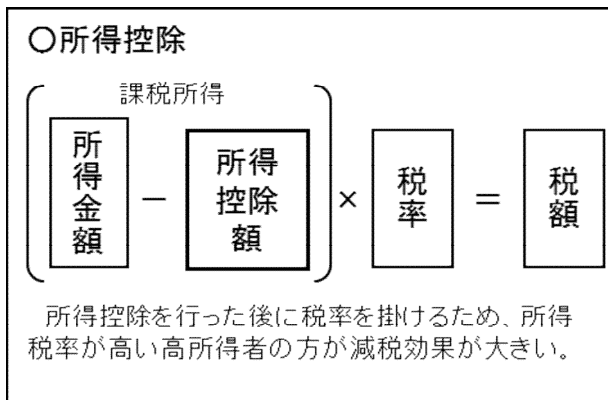 〇所得控除
課税所得
所得金額
－
所得控除額
×
税率
＝
税額
所得控除を行った後に税率を掛けるため、所得
税率が高い高所得者の方が減税効果が大きい。